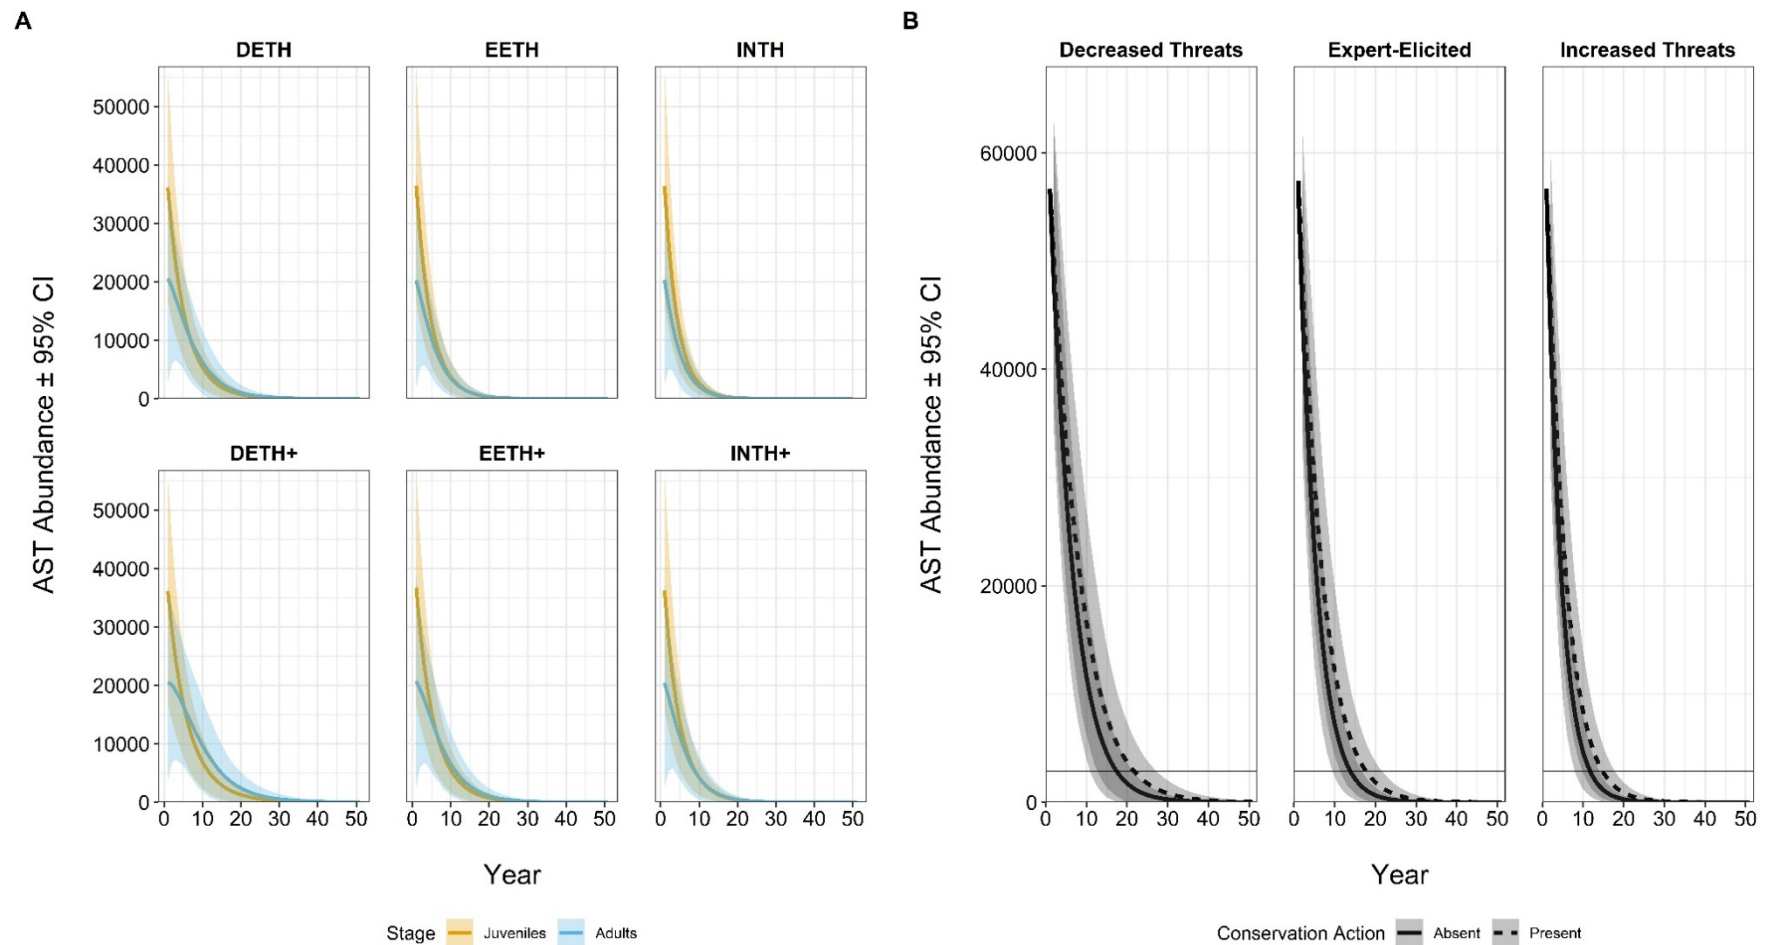 A
B
DETH
EETH
INTH
Decreased Threats
Expert-Elicited
Increased Threats
50000
40000
30000
20000
10000
0
DETH+
EETH+
INTH+
50000
40000
30000
20000
10000
0
0 10 20 30 40 50
0 10 20 30 40 50
0 10 20 30 40 50
AST Abundance ± 95% CI
Year
Stage Juveniles Adults
60000
40000
20000
0
0 10 20 30 40 50
0 10 20 30 40 50
0 10 20 30 40 50
AST Abundance ± 95% CI
Year
Conservation Action Absent Present